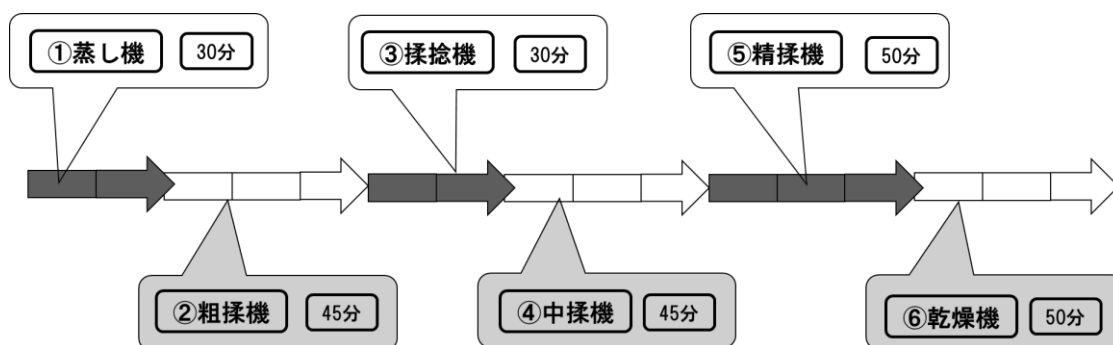 ①蒸し機 30分
③揉捻機 30分
⑤精揉機 50分
②粗揉機 45分
④中揉機 45分
⑥乾燥機 50分